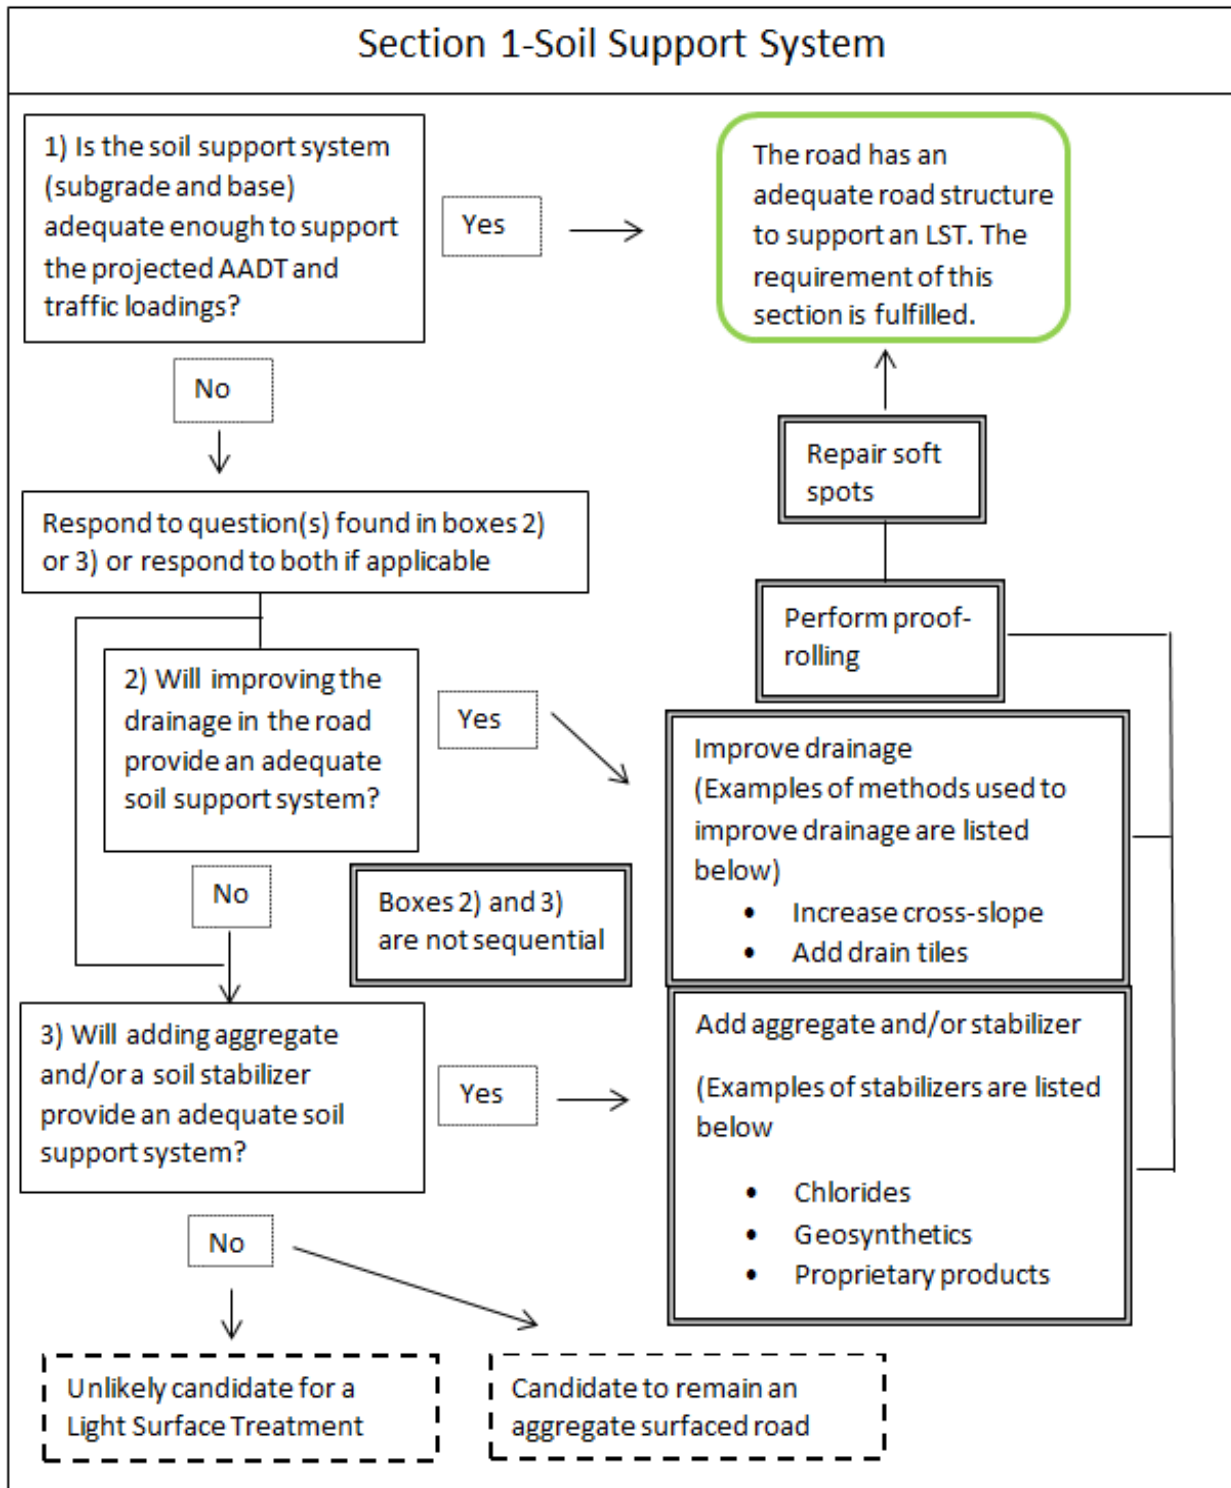 Section 1-Soil Support System
1) Is the soil support system
(subgrade and base)
adequate enough to support
the projected AADT and
traffic loadings?
Yes
The road has an
adequate road structure
to support an LST. The
requirement of this
section is fulfilled.
No
Repair soft
spots
Respond to question(s) found in boxes 2)
or 3) or respond to both if applicable
Perform proof-
rolling
2) Will improving the
drainage in the road
provide an adequate
soil support system?
Yes
Improve drainage
(Examples of methods used to
improve drainage are listed
below)
• Increase cross-slope
• Add drain tiles
No
Boxes 2) and 3)
are not sequential
3) Will adding aggregate
and/or a soil stabilizer
provide an adequate soil
support system?
Yes
Add aggregate and/or stabilizer
(Examples of stabilizers are listed
below
• Chlorides
• Geosynthetics
• Proprietary products
No
Unlikely candidate for a
Light Surface Treatment
Candidate to remain an
aggregate surfaced road